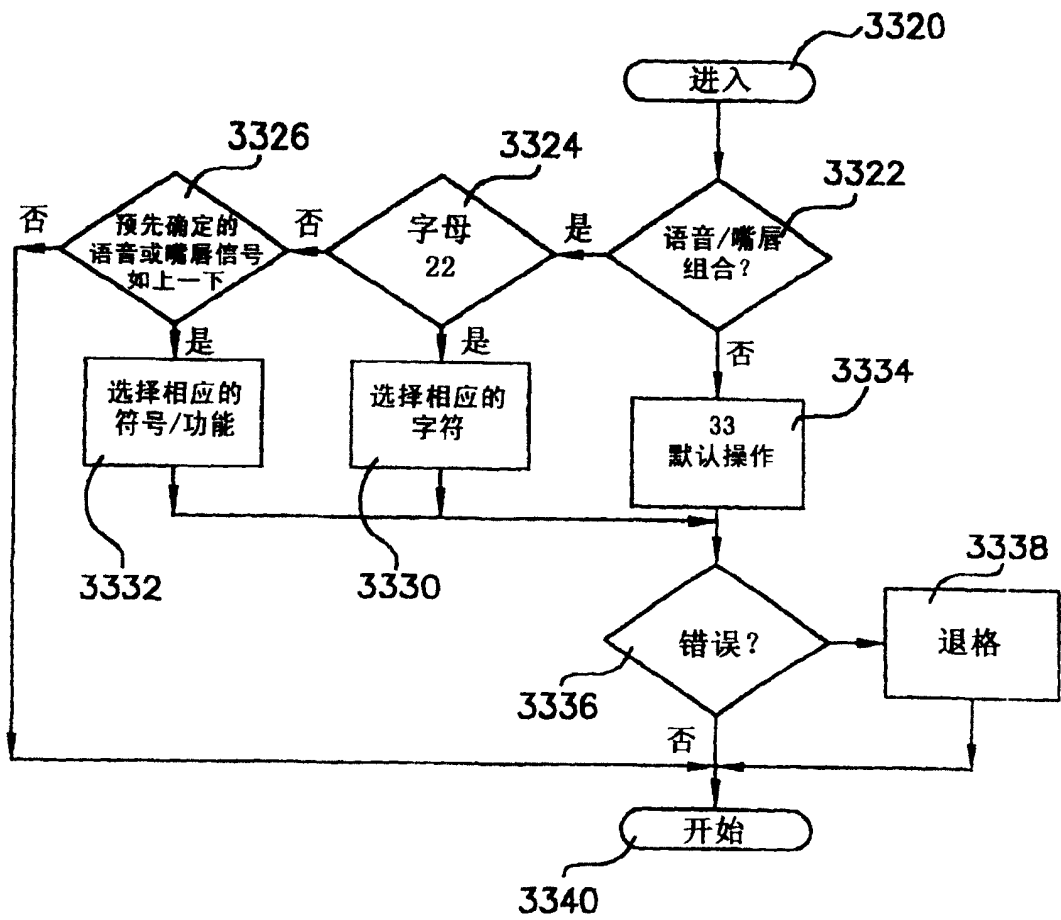 3320
进入
3326
3324
3322
否
预先确定的
语音或嘴唇信号
如上一下
否
字母
22
是
语音/嘴唇
组合?
是
是
否
3334
选择相应的
符号/功能
选择相应的
字符
33
默认操作
3332
3330
3338
错误?
退格
3336
否
开始
3340